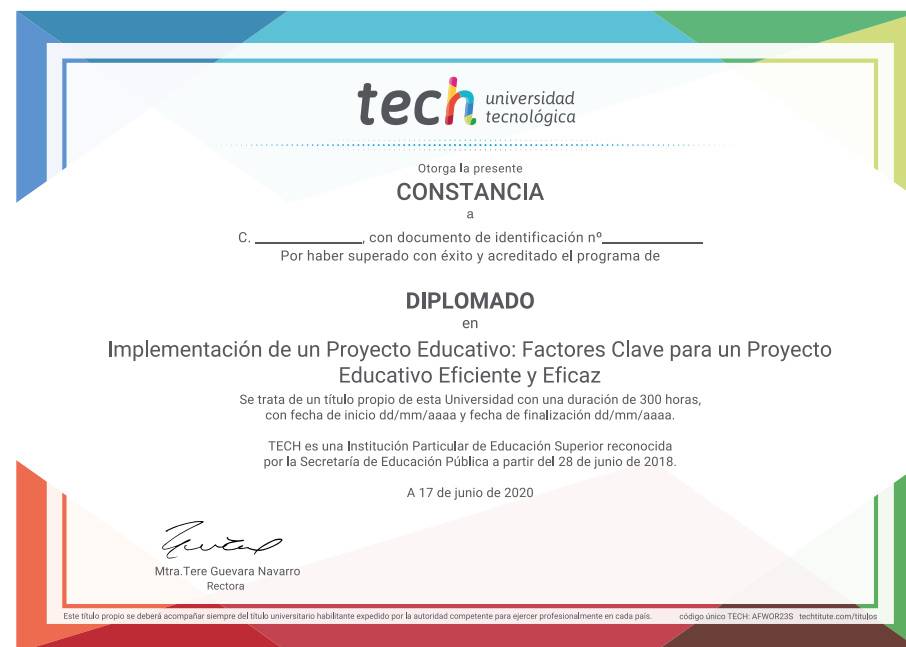 tech universidad
tecnológica
Otorga la presente
CONSTANCIA
a
C. ____________, con documento de identificación nº____________
Por haber superado con éxito y acreditado el programa de
DIPLOMADO
en
Implementación de un Proyecto Educativo: Factores Clave para un Proyecto
Educativo Eficiente y Eficaz
Se trata de un título propio de esta Universidad con una duración de 300 horas,
con fecha de inicio dd/mm/aaaa y fecha de finalización dd/mm/aaaa.
TECH es una Institución Particular de Educación Superior reconocida
por la Secretaría de Educación Pública a partir del 28 de junio de 2018.
A 17 de junio de 2020
Mtra.Tere Guevara Navarro
Rectora
Este título propio se deberá acompañar siempre del título universitario habilitante expedido por la autoridad competente para ejercer profesionalmente en cada país. código único TECH: AFWOR23S techtitute.com/titulos